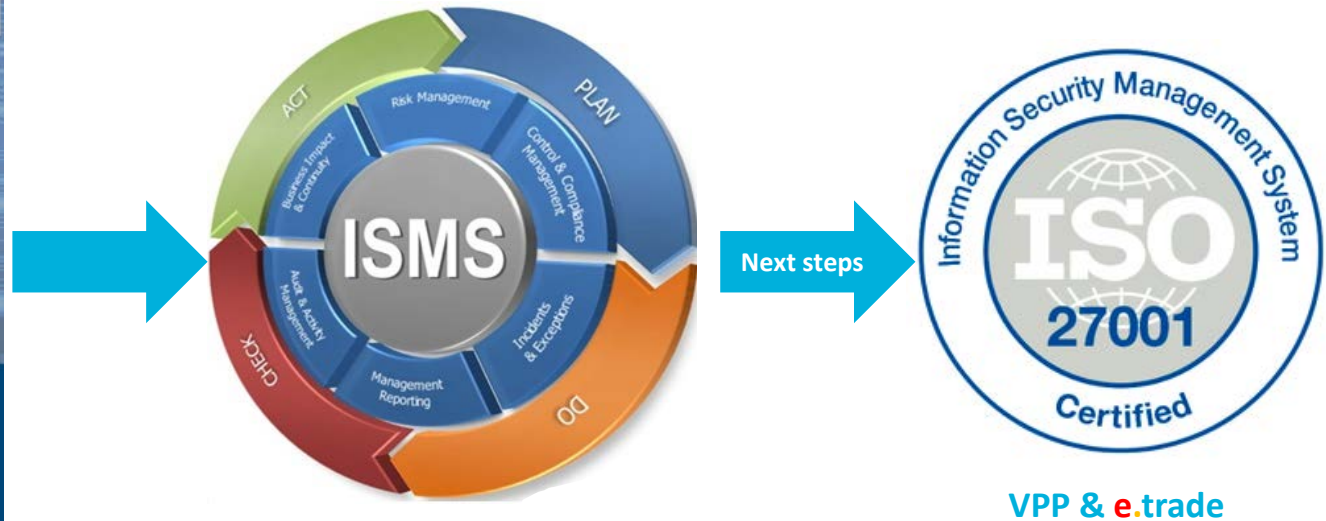 ACT
PLAN
DO
CHECK
Risk Management
Control & Compliance
Management
Incidents
& Exceptions
Management
Reporting
Audit & Activity
Management
Business Impact
& Continuity
ISMS
Next steps
Information Security Management System
ISO
27001
Certified
VPP & e.trade